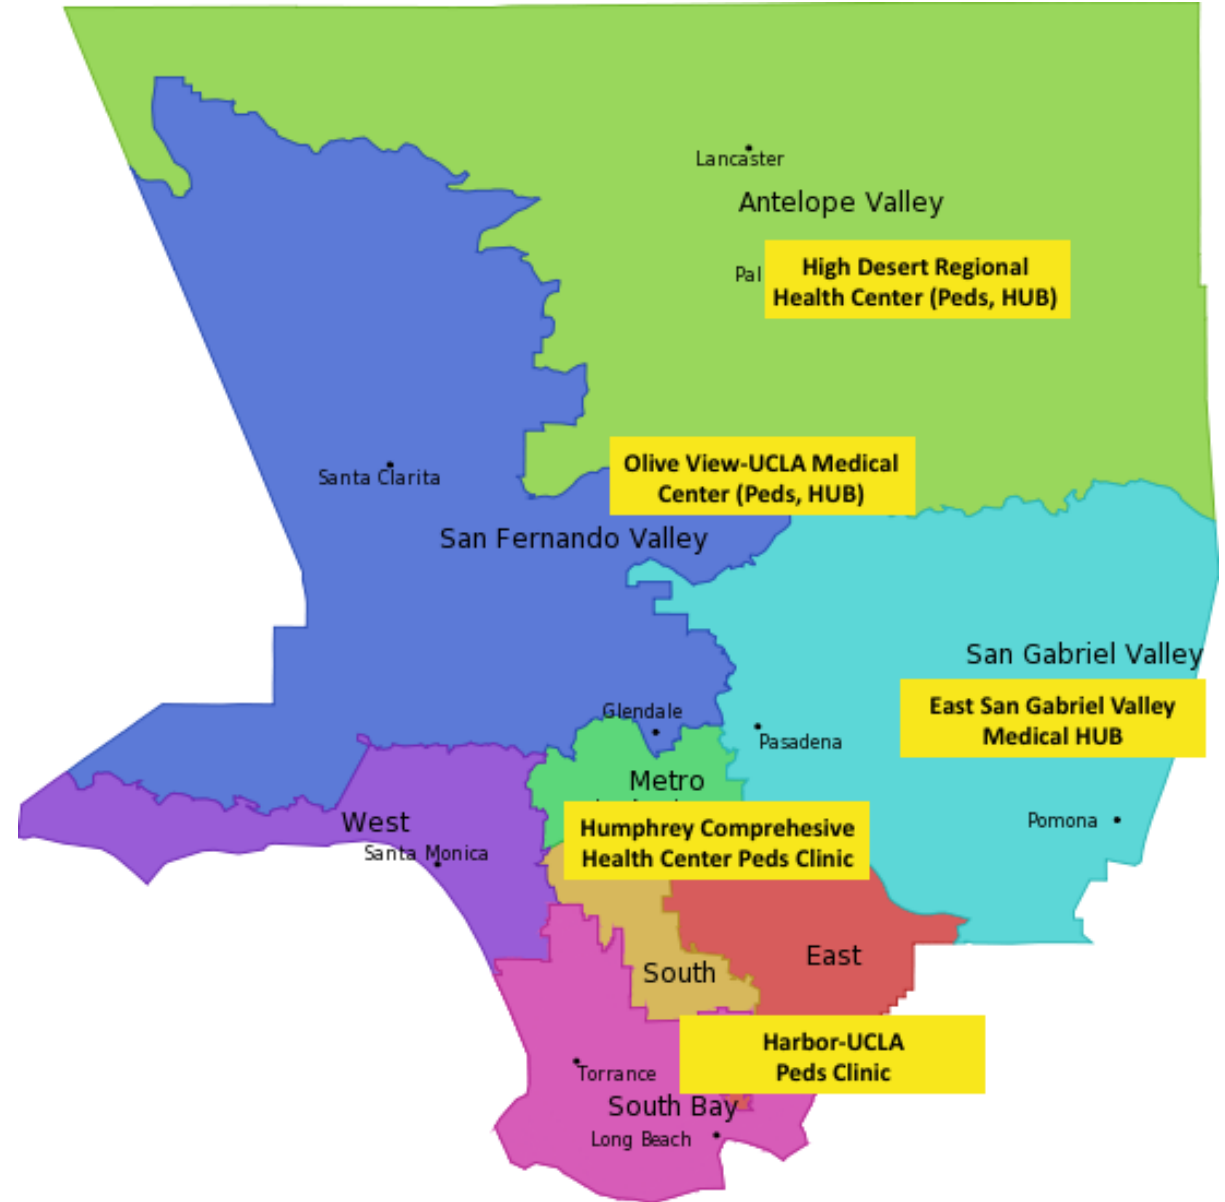 Lancaster
Antelope Valley
Pal
High Desert Regional
Health Center (Peds, HUB)
Olive View-UCLA Medical
Center (Peds, HUB)
Santa Clarita
San Fernando Valley
San Gabriel Valley
East San Gabriel Valley
Medical HUB
Glendale
Pasadena
Metro
Humphrey Comprehesive
Health Center Peds Clinic
West
Santa Monica
Pomona
East
South
Harbor-UCLA
Peds Clinic
Torrance
South Bay
Long Beach